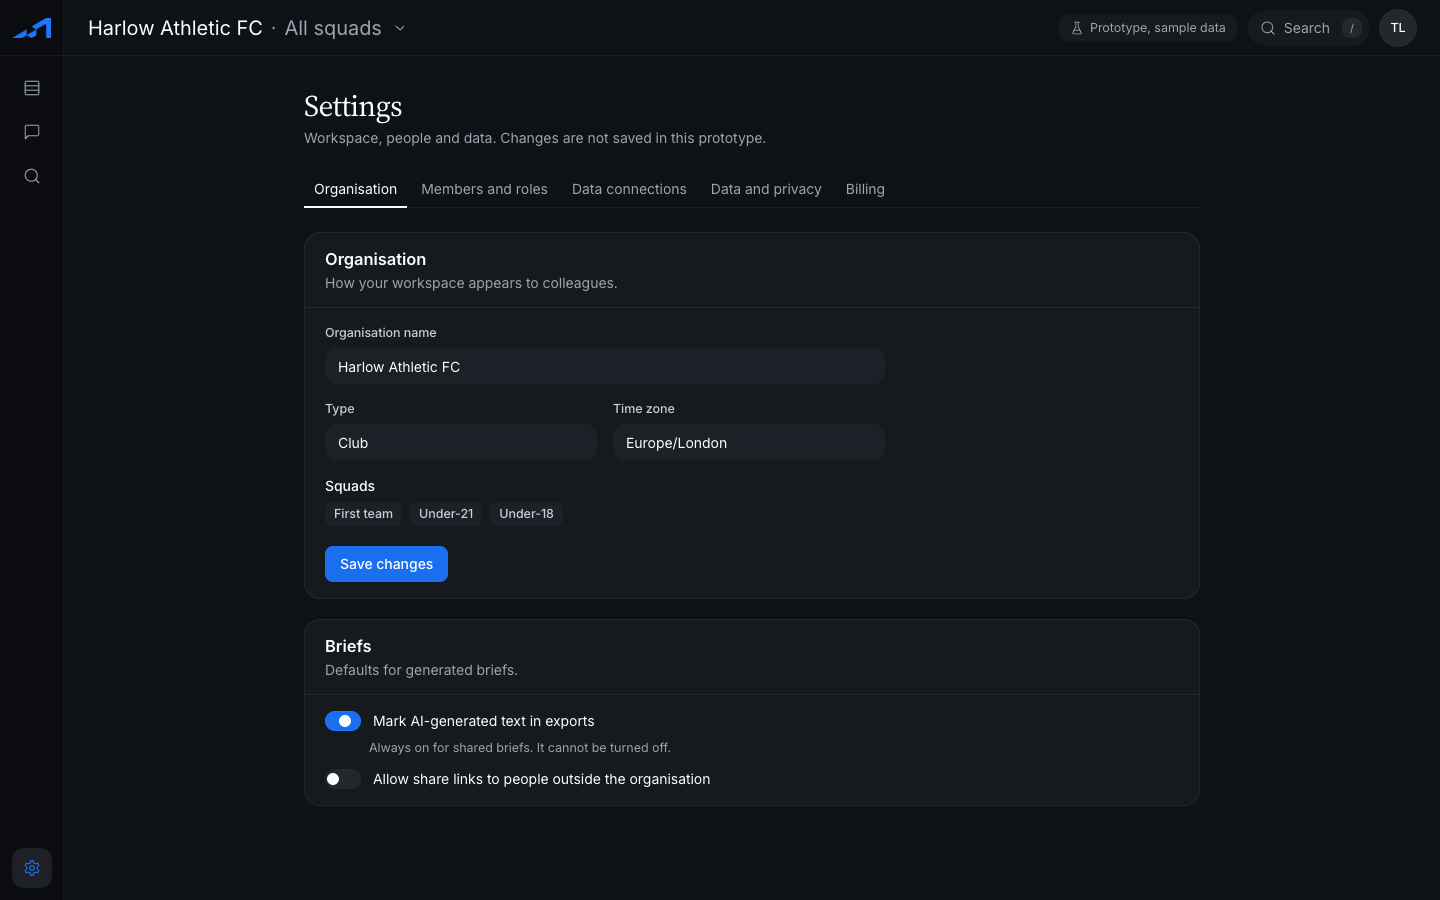 Harlow Athletic FC · All squads
Prototype, sample data
Search /
TL
Settings
Workspace, people and data. Changes are not saved in this prototype.
Organisation Members and roles Data connections Data and privacy Billing
Organisation
How your workspace appears to colleagues.
Organisation name
Harlow Athletic FC
Type Time zone
Club Europe/London
Squads
First team Under-21 Under-18
Save changes
Briefs
Defaults for generated briefs.
Mark AI-generated text in exports
Always on for shared briefs. It cannot be turned off.
Allow share links to people outside the organisation